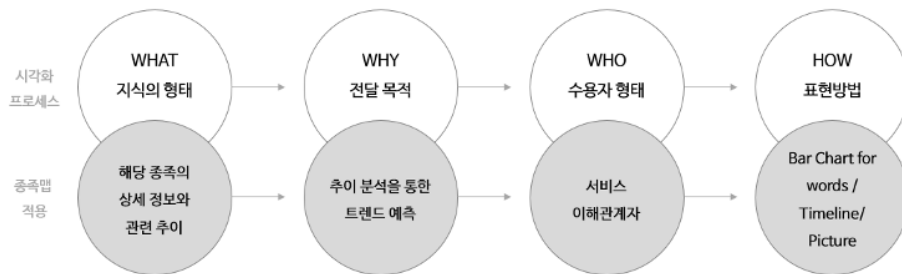 시각화
프로세스
WHAT
지식의 형태
WHY
전달 목적
WHO
수용자 형태
HOW
표현방법
종족맵
적용
해당 종족의
상세 정보와
관련 추이
추이 분석을 통한
트렌드 예측
서비스
이해관계자
Bar Chart for
words /
Timeline/
Picture